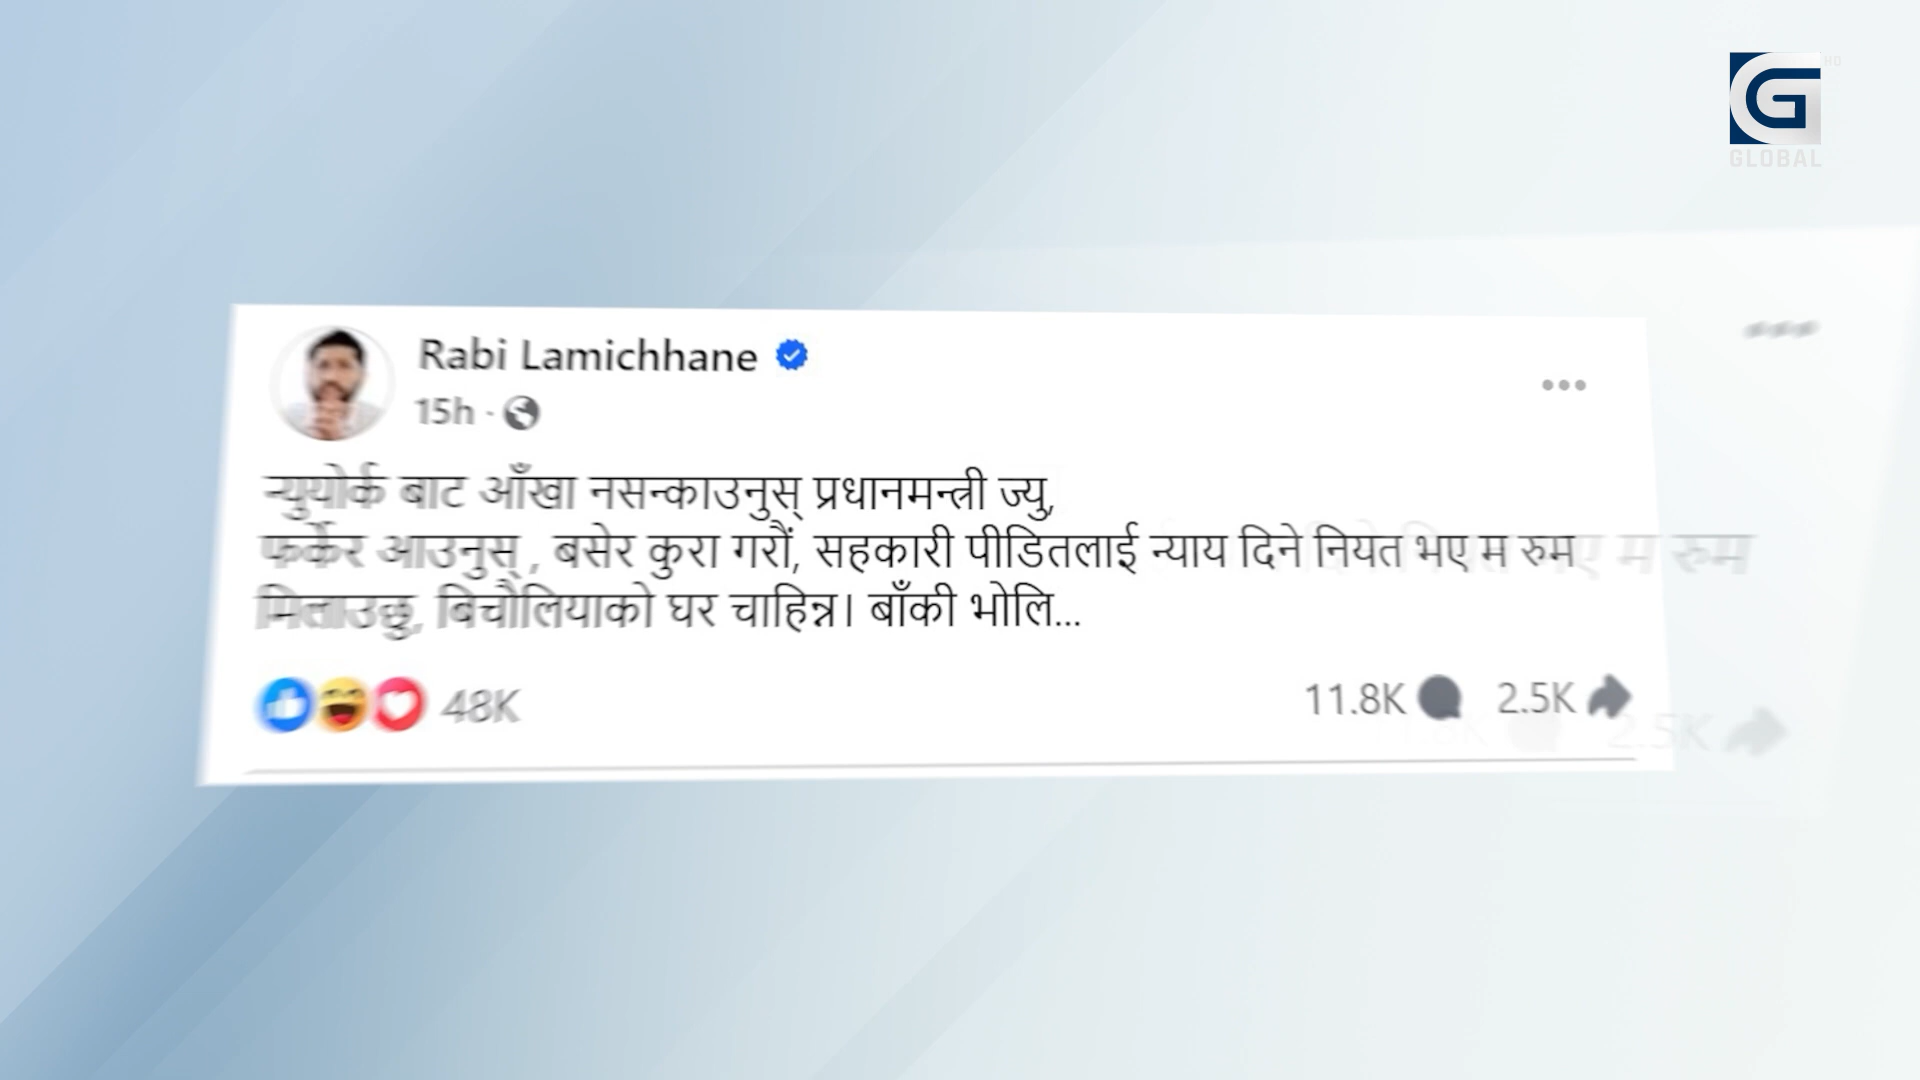 HD
GLOBAL
Rabi Lamichhane
15h ·
न्युयोर्क बाट आँखा नसन्काउनुस् प्रधानमन्त्री ज्यु,
फर्केर आउनुस् , बसेर कुरा गरौं, सहकारी पीडितलाई न्याय दिने नियत भए म रुम
मिलाउछु, बिचौलियाको घर चाहिन्न। बाँकी भोलि...
48K
11.8K
2.5K